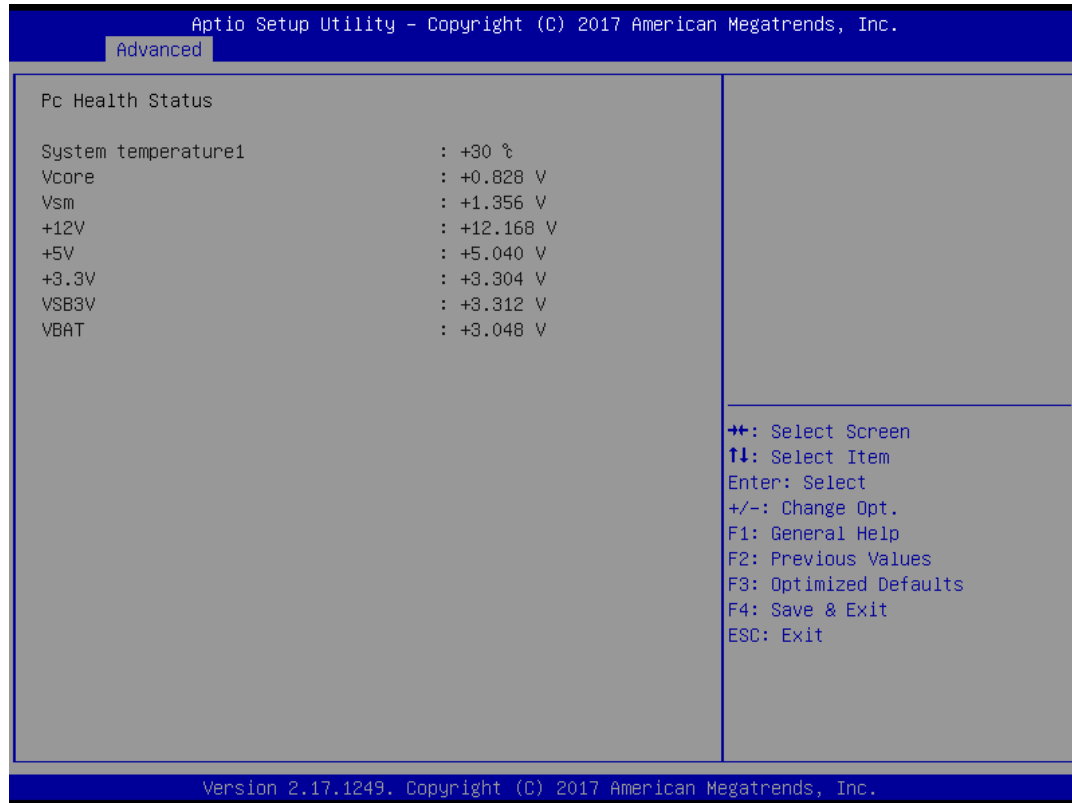 Aptio Setup Utility – Copyright (C) 2017 American Megatrends, Inc.
Advanced
Pc Health Status
System temperature1 : +30 ℃
Vcore : +0.828 V
Vsm : +1.356 V
+12V : +12.168 V
+5V : +5.040 V
+3.3V : +3.304 V
VSB3V : +3.312 V
VBAT : +3.048 V
→←: Select Screen
↑↓: Select Item
Enter: Select
+/-: Change Opt.
F1: General Help
F2: Previous Values
F3: Optimized Defaults
F4: Save & Exit
ESC: Exit
Version 2.17.1249. Copyright (C) 2017 American Megatrends, Inc.